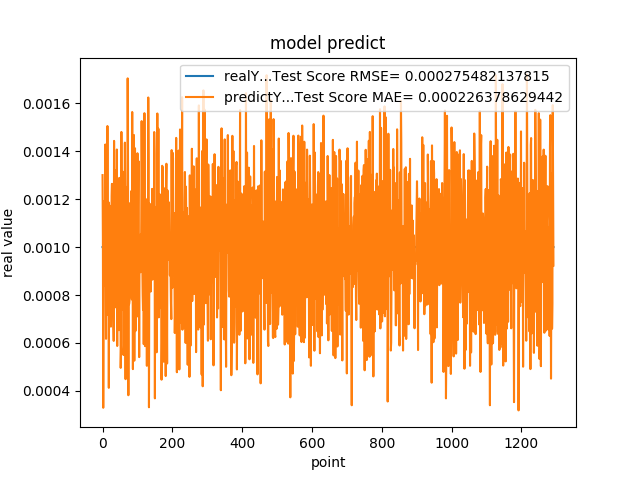 model predict
realY...Test Score RMSE= 0.000275482137815
predictY...Test Score MAE= 0.000226378629442
0.0016
0.0014
0.0012
0.0010
0.0008
0.0006
0.0004
real value
0 200 400 600 800 1000 1200
point